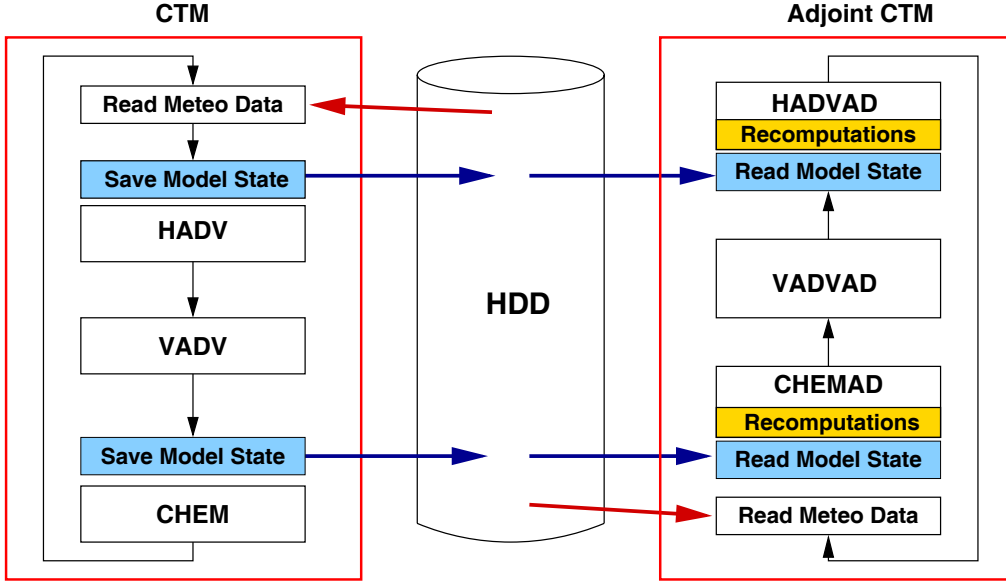 CTM
Read Meteo Data
Save Model State
HADV
VADV
Save Model State
CHEM
HDD
Adjoint CTM
HADVAD
Recomputations
Read Model State
VADVAD
CHEMAD
Recomputations
Read Model State
Read Meteo Data